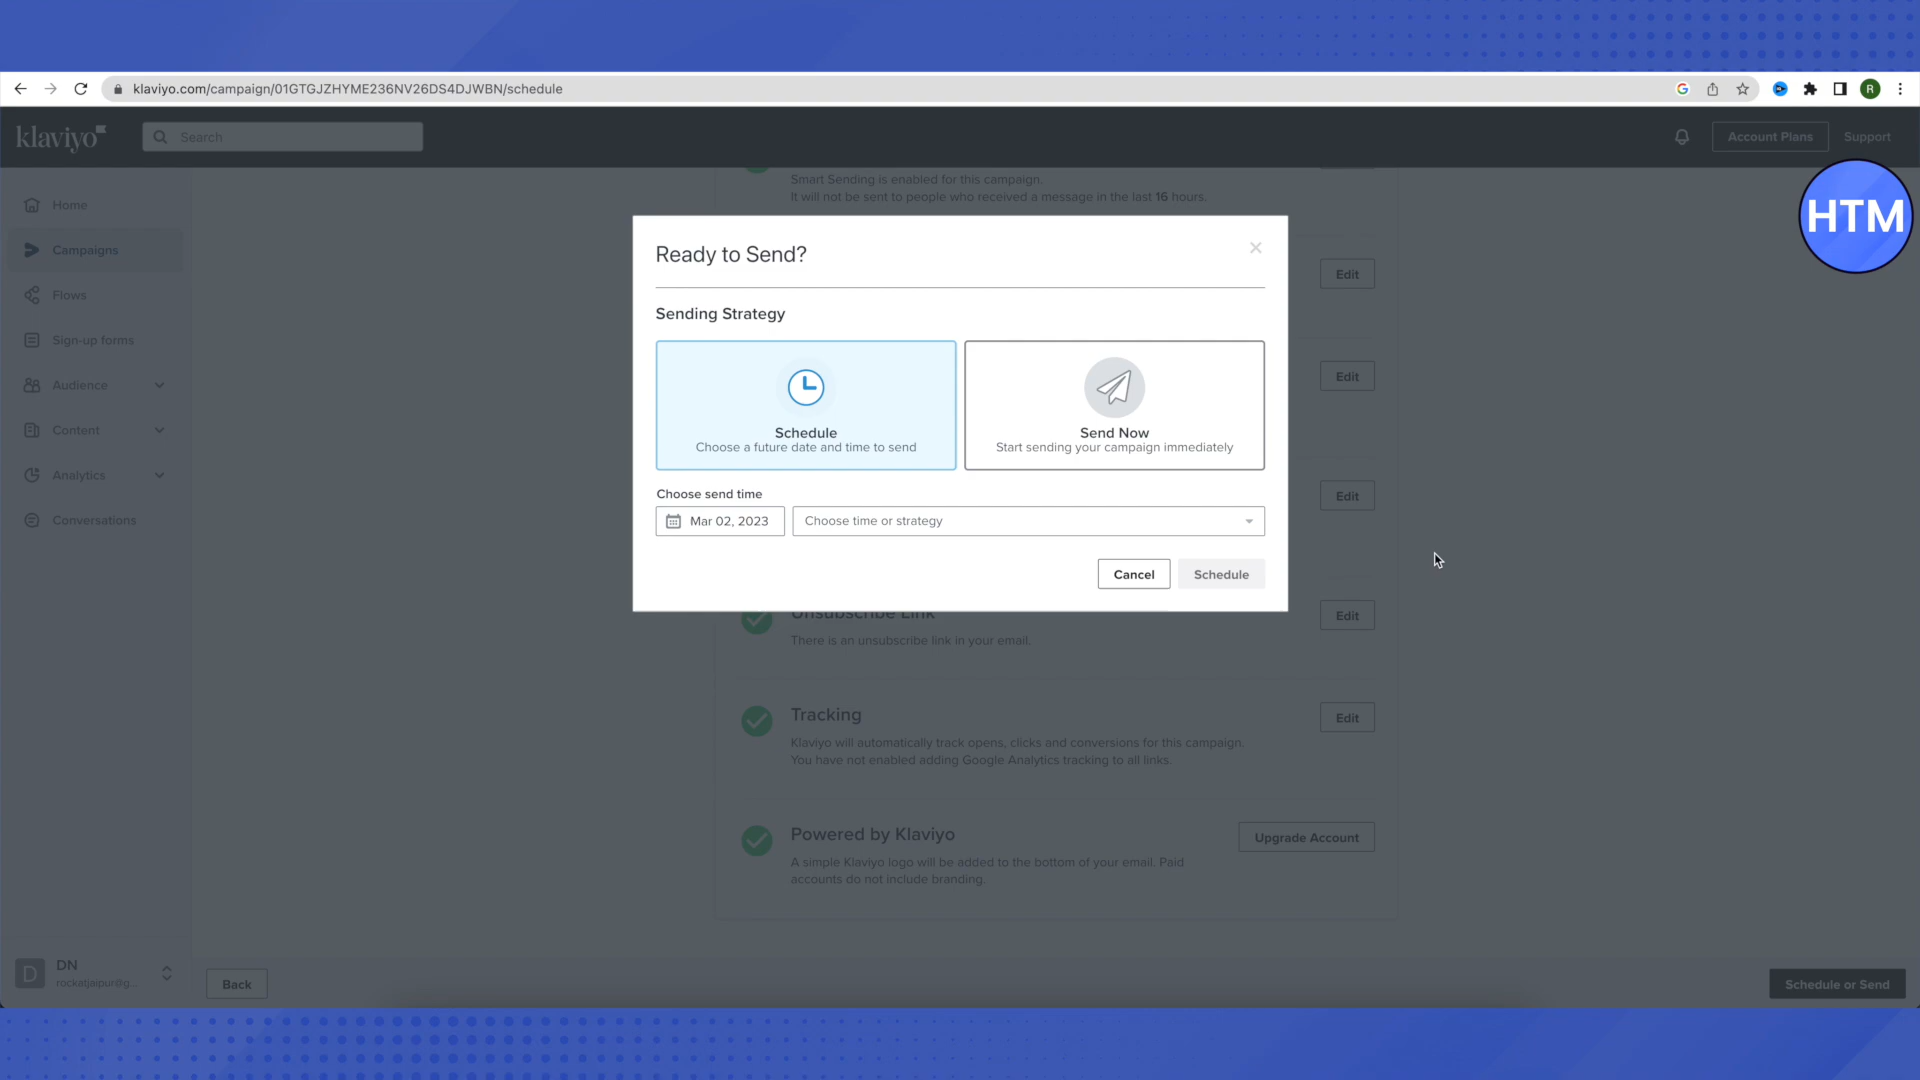 klaviyo.com/campaign/01GTGJZHYME236NV26DS4DJWBN/schedule
R
klaviyo
Search
Account Plans
Support
HTM
Home
Campaigns
Flows
Sign-up forms
Audience
Content
Analytics
Conversations
Smart Sending is enabled for this campaign.
It will not be sent to people who received a message in the last 16 hours.
Edit
Edit
Edit
Ready to Send?
Sending Strategy
Schedule
Choose a future date and time to send
Send Now
Start sending your campaign immediately
Choose send time
Mar 02, 2023
Choose time or strategy
Cancel
Schedule
Unsubscribe Link
There is an unsubscribe link in your email.
Edit
Tracking
Klaviyo will automatically track opens, clicks and conversions for this campaign.
You have not enabled adding Google Analytics tracking to all links.
Edit
Powered by Klaviyo
A simple Klaviyo logo will be added to the bottom of your email. Paid
accounts do not include branding.
Upgrade Account
D
DN
rockatjaipur@g...
Back
Schedule or Send